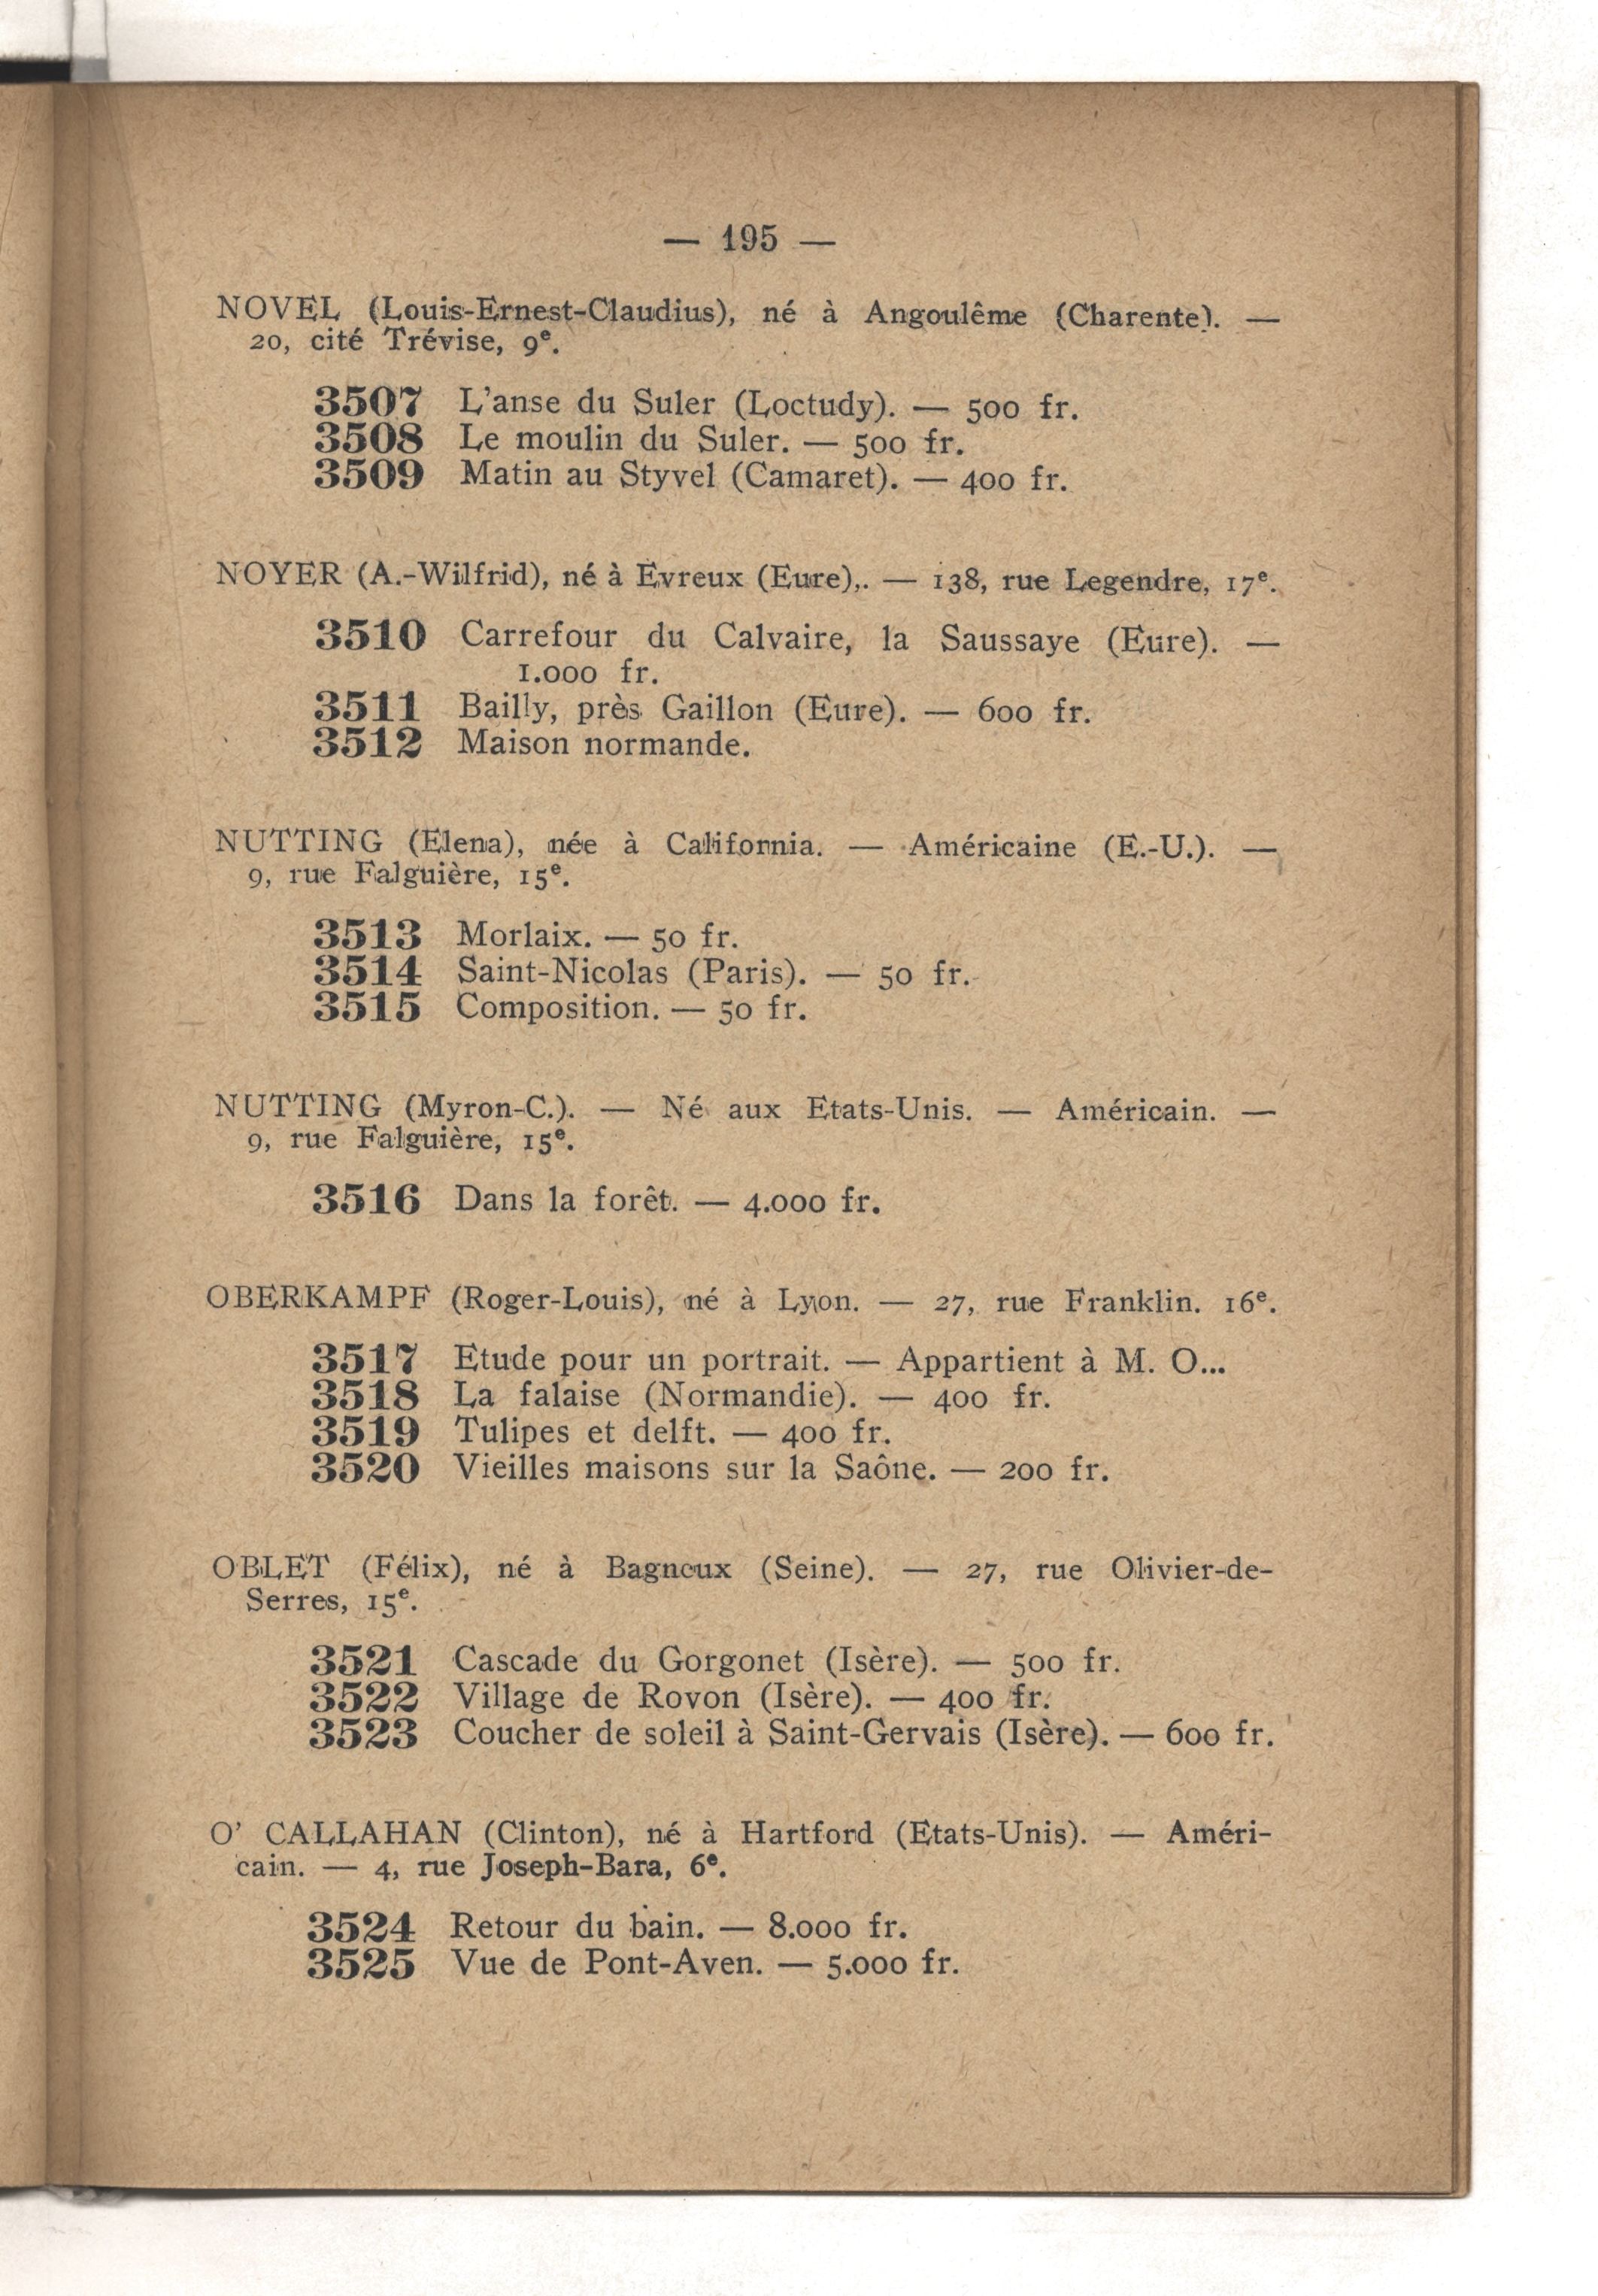 — 195 —
NOVEL (Louis-Ernest-Claudius), né à Angoulême (Charente). —
20, cité Trévise, 9e.
3507 L'anse du Suler (Loctudy). — 500 fr.
3508 Le moulin du Suler. — 500 fr.
3509 Matin au Styvel (Camaret). — 400 fr.
NOYER (A.-Wilfrid), né à Evreux (Eure),. — 138, rue Legendre, 17e.
3510 Carrefour du Calvaire, la Saussaye (Eure). —
1.000 fr.
3511 Bailly, près Gaillon (Eure). — 600 fr.
3512 Maison normande.
NUTTING (Elena), née à California. — Américaine (E.-U.). —
9, rue Falguière, 15e.
3513 Morlaix. — 50 fr.
3514 Saint-Nicolas (Paris). — 50 fr.
3515 Composition. — 50 fr.
NUTTING (Myron-C.). — Né aux Etats-Unis. — Américain. —
9, rue Falguière, 15e.
3516 Dans la forêt. — 4.000 fr.
OBERKAMPF (Roger-Louis), né à Lyon. — 27, rue Franklin. 16e.
3517 Etude pour un portrait. — Appartient à M. O...
3518 La falaise (Normandie). — 400 fr.
3519 Tulipes et delft. — 400 fr.
3520 Vieilles maisons sur la Saône. — 200 fr.
OBLET (Félix), né à Bagneux (Seine). — 27, rue Olivier-de-
Serres, 15e.
3521 Cascade du Gorgonet (Isère). — 500 fr.
3522 Village de Rovon (Isère). — 400 fr.
3523 Coucher de soleil à Saint-Gervais (Isère). — 600 fr.
O' CALLAHAN (Clinton), né à Hartford (Etats-Unis). — Améri-
cain. — 4, rue Joseph-Bara, 6e.
3524 Retour du bain. — 8.000 fr.
3525 Vue de Pont-Aven. — 5.000 fr.